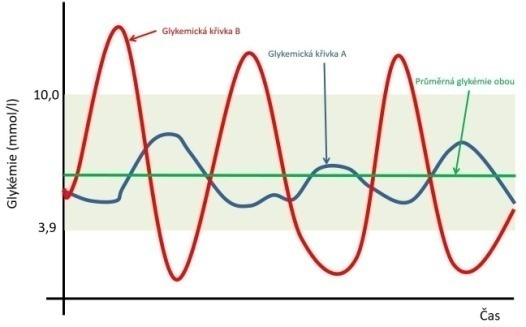 Glykemická křivka B
Glykemická křivka A
Průměrná glykémie obou
10,0
Glykémie (mmol/l)
3,9
Čas